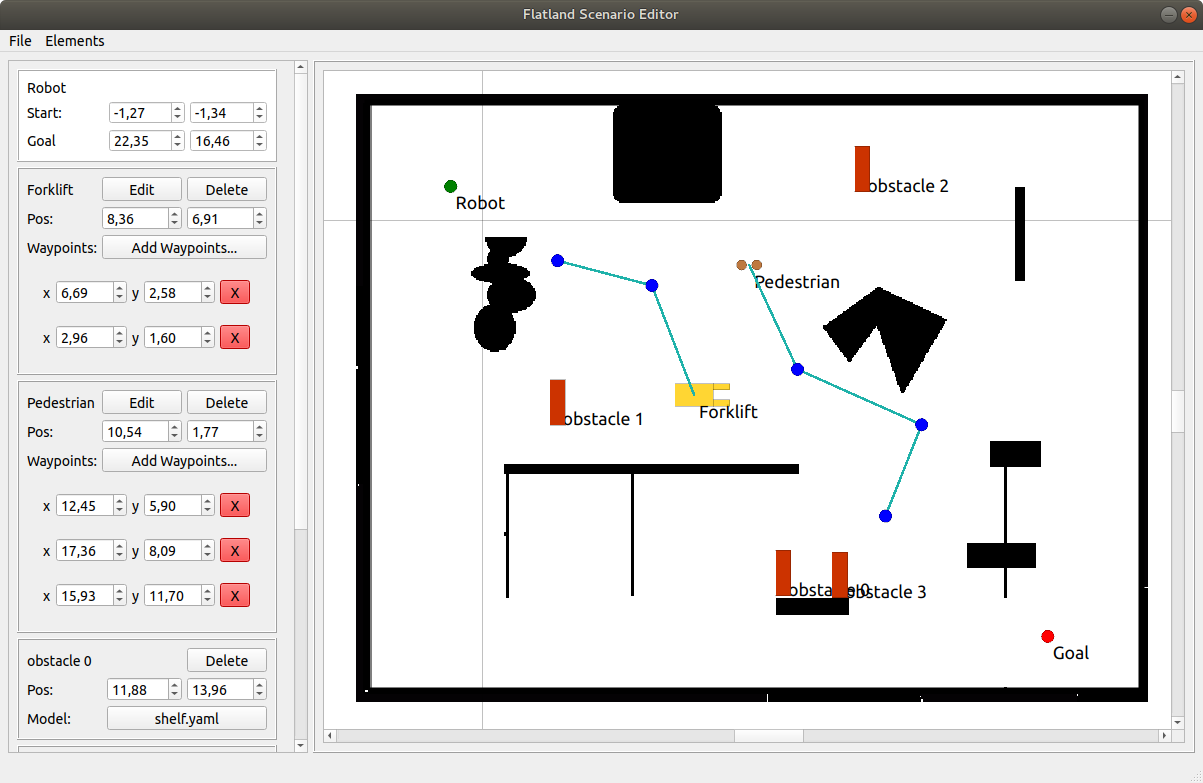 Flatland Scenario Editor
File Elements
Robot
Start: -1,27 -1,34
Goal 22,35 16,46
Forklift Edit Delete
Pos: 8,36 6,91
Waypoints: Add Waypoints...
x 6,69 y 2,58 X
x 2,96 y 1,60 X
Pedestrian Edit Delete
Pos: 10,54 1,77
Waypoints: Add Waypoints...
x 12,45 y 5,90 X
x 17,36 y 8,09 X
x 15,93 y 11,70 X
obstacle 0 Delete
Pos: 11,88 13,96
Model: shelf.yaml
obstacle 2
Robot
Pedestrian
Forklift
obstacle 1
obstacle 0
obstacle 3
Goal